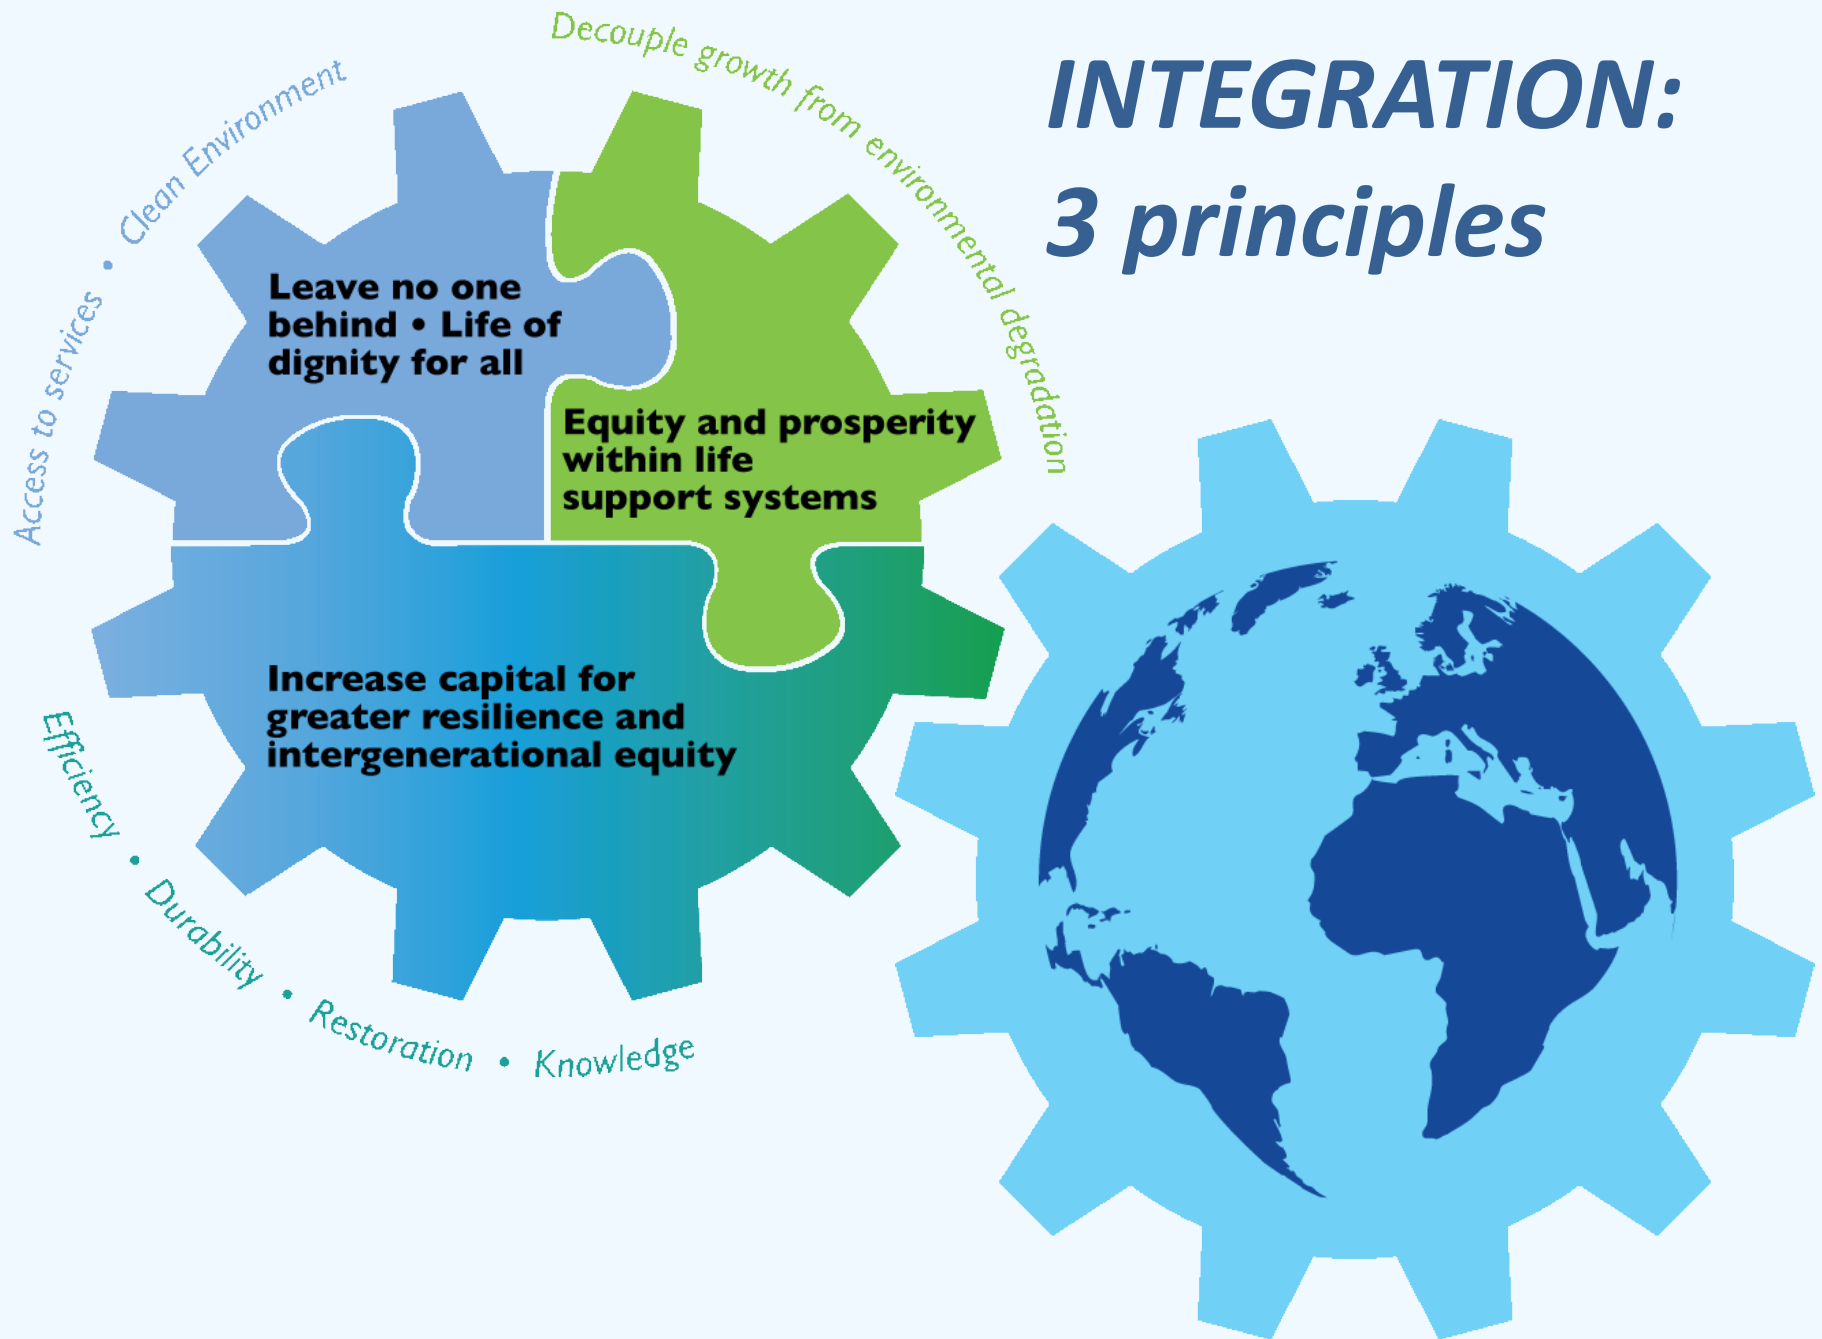 INTEGRATION:
3 principles
Access to services • Clean Environment
Decouple growth from environmental degradation
Leave no one
behind • Life of
dignity for all
Equity and prosperity
within life
support systems
Increase capital for
greater resilience and
intergenerational equity
Efficiency • Durability • Restoration • Knowledge